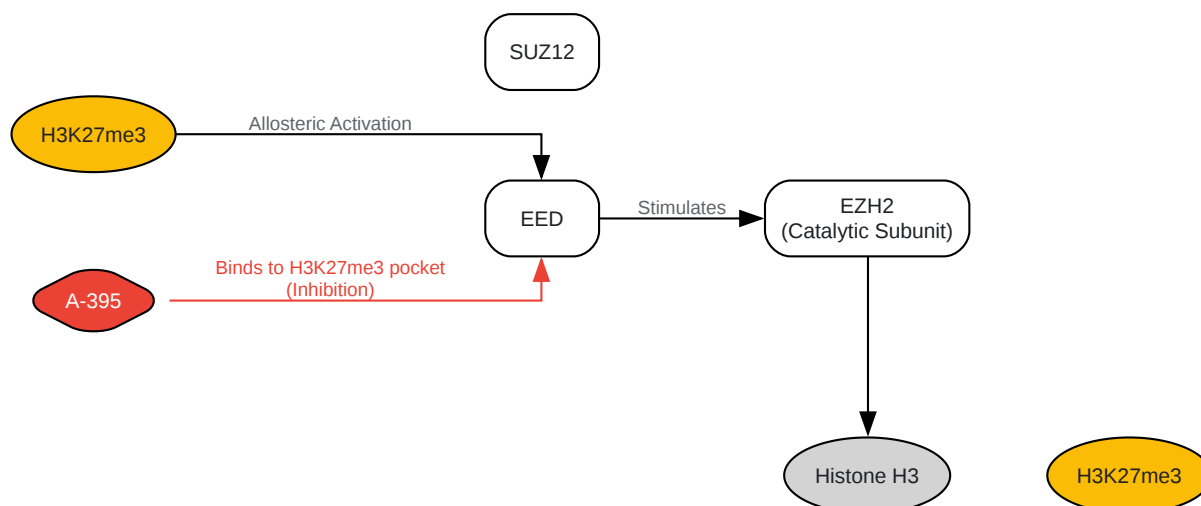 SUZ12
H3K27me3
Allosteric Activation
EED
Stimulates
EZH2
(Catalytic Subunit)
Binds to H3K27me3 pocket
(Inhibition)
A-395
Histone H3
H3K27me3